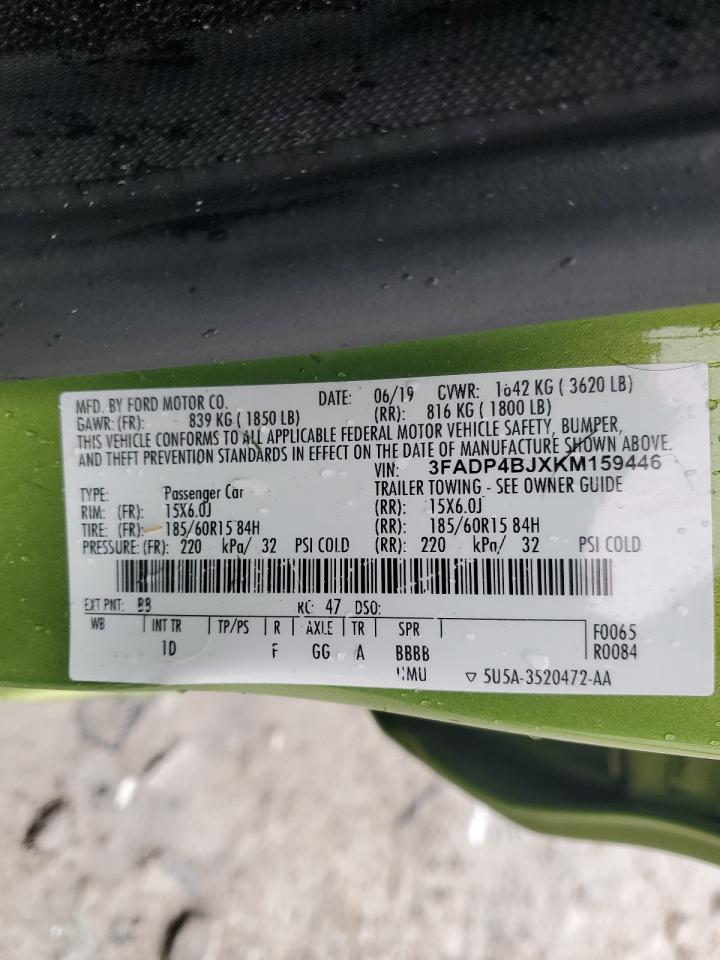 MFD. BY FORD MOTOR CO. DATE: 06/19 GVWR: 1642 KG ( 3620 LB)
GAWR: (FR): 839 KG ( 1850 LB) (RR): 816 KG ( 1800 LB)
THIS VEHICLE CONFORMS TO ALL APPLICABLE FEDERAL MOTOR VEHICLE SAFETY, BUMPER,
AND THEFT PREVENTION STANDARDS IN EFFECT ON THE DATE OF MANUFACTURE SHOWN ABOVE.
VIN: 3FADP4BJXKM159446
TYPE: Passenger Car TRAILER TOWING - SEE OWNER GUIDE
RIM: (FR): 15X6.0J (RR): 15X6.0J
TIRE: (FR): 185/60R15 84H (RR): 185/60R15 84H
PRESSURE: (FR): 220 kPa/ 32 PSI COLD (RR): 220 kPa/ 32 PSI COLD
EXT PNT: RC: 47 DSO:
WB INT TR TP/PS R AXLE TR SPR F0065
1D F GG A BBBB R0084
▽ 5U5A-3520472-AA